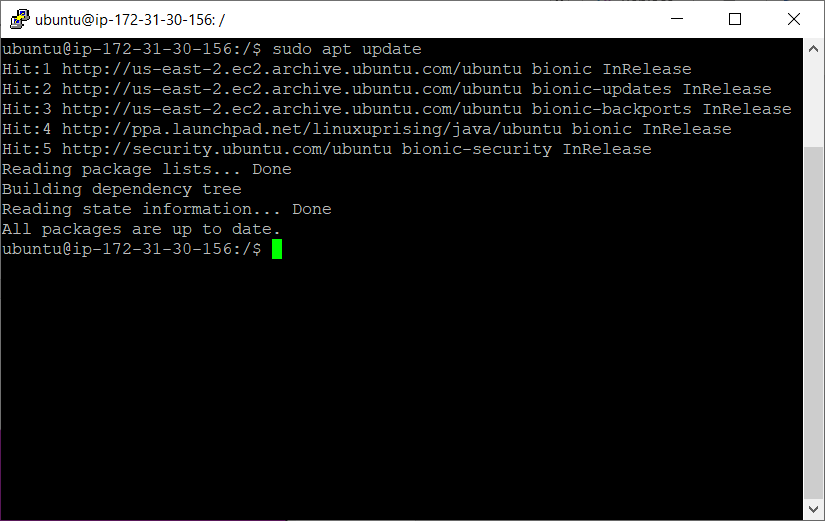 ubuntu@ip-172-31-30-156: /
ubuntu@ip-172-31-30-156:/$ sudo apt update
Hit:1 http://us-east-2.ec2.archive.ubuntu.com/ubuntu bionic InRelease
Hit:2 http://us-east-2.ec2.archive.ubuntu.com/ubuntu bionic-updates InRelease
Hit:3 http://us-east-2.ec2.archive.ubuntu.com/ubuntu bionic-backports InRelease
Hit:4 http://ppa.launchpad.net/linuxuprising/java/ubuntu bionic InRelease
Hit:5 http://security.ubuntu.com/ubuntu bionic-security InRelease
Reading package lists... Done
Building dependency tree
Reading state information... Done
All packages are up to date.
ubuntu@ip-172-31-30-156:/$